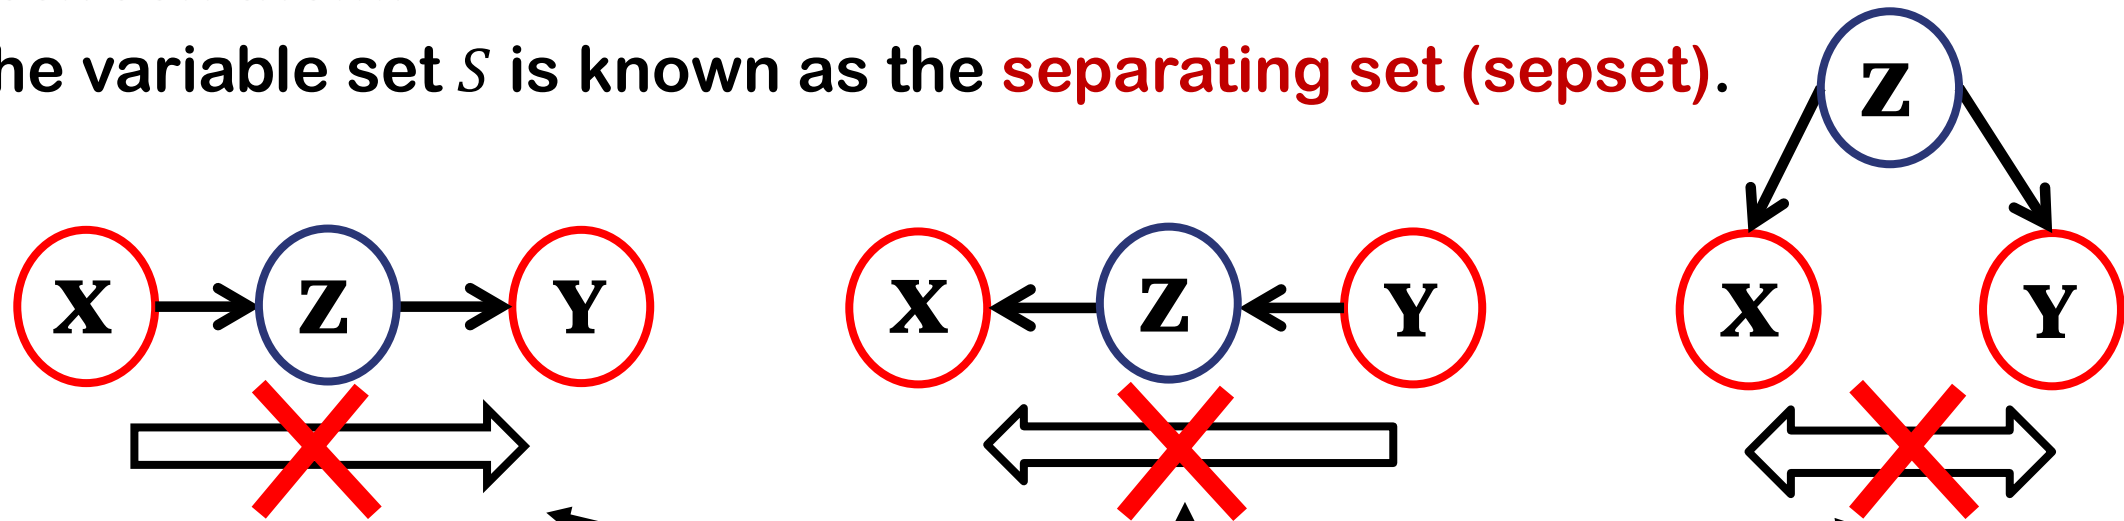 he variable set S is known as the separating set (sepset).
Z
X Z Y X Z Y X Y